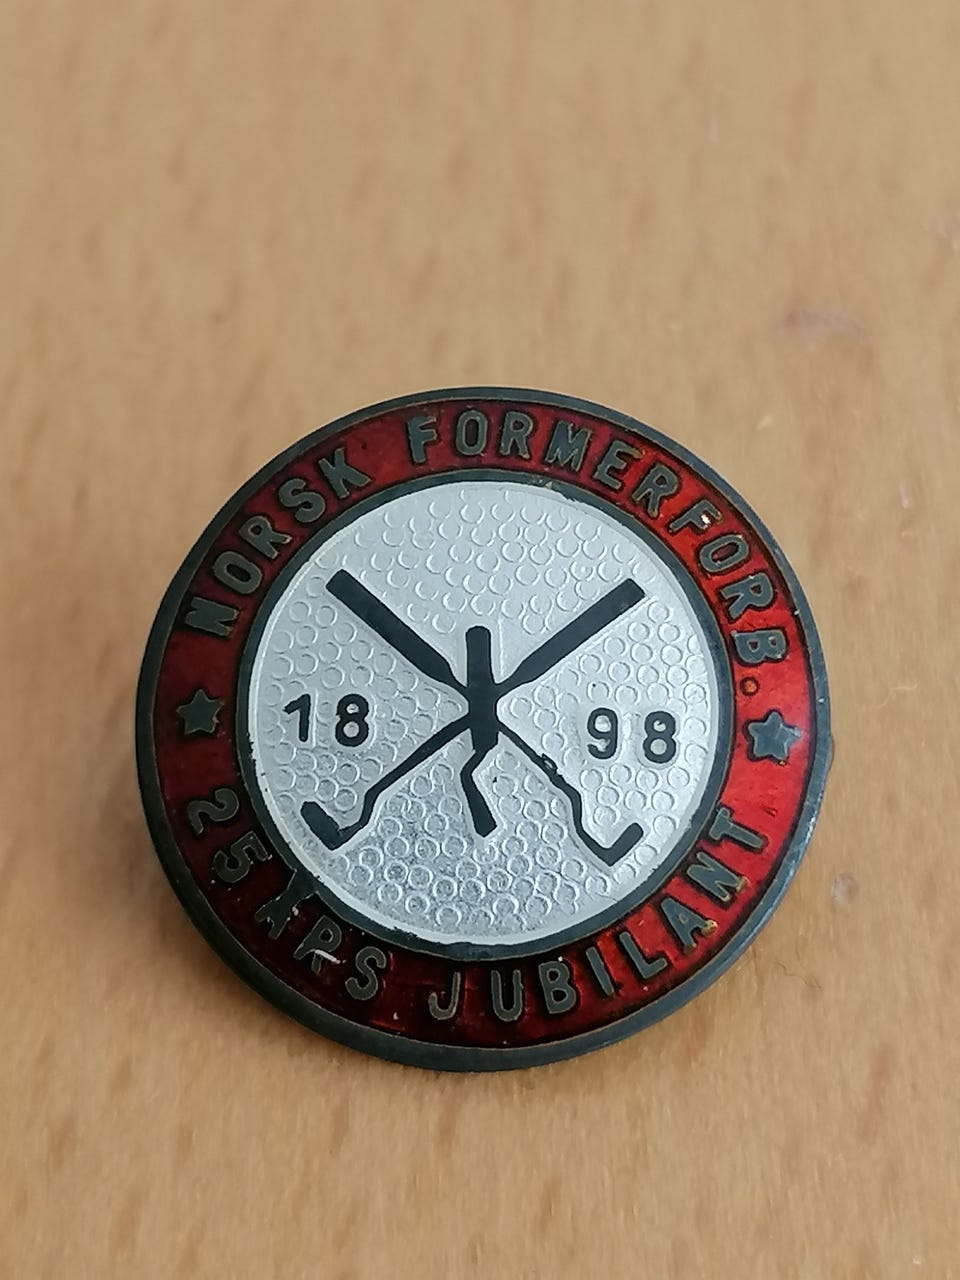 NORSK FORMERFORB.
18 98
25 ÅRS JUBILANT